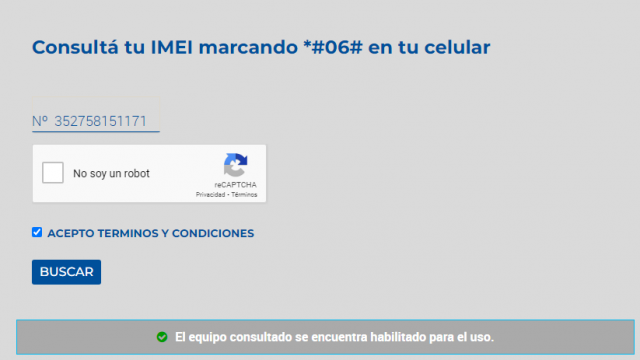 Consultá tu IMEI marcando *#06# en tu celular
Nº 352758151171
No soy un robot
reCAPTCHA
Privacidad - Términos
ACEPTO TERMINOS Y CONDICIONES
BUSCAR
El equipo consultado se encuentra habilitado para el uso.